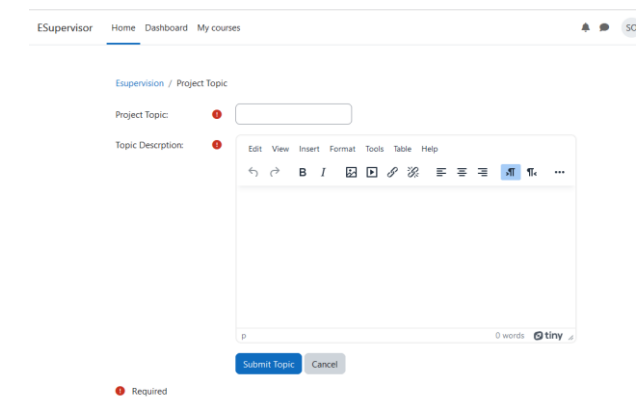 ESupervisor Home Dashboard My courses SO
Esupervision / Project Topic
Project Topic:
Topic Descrption:
Edit View Insert Format Tools Table Help
B I
p 0 words tiny
Submit Topic Cancel
Required